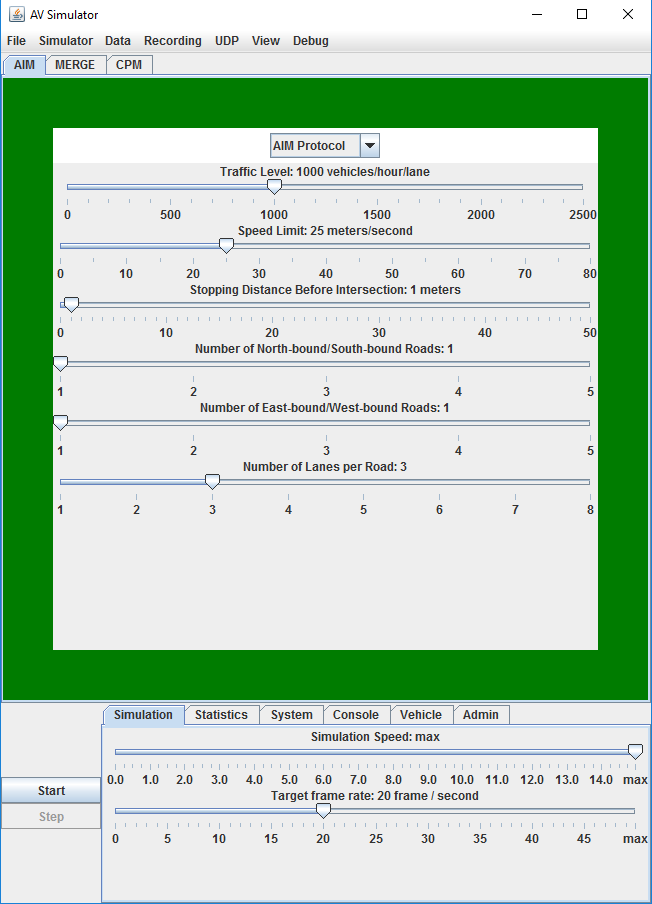 AV Simulator
File Simulator Data Recording UDP View Debug
AIM MERGE CPM
AIM Protocol
Traffic Level: 1000 vehicles/hour/lane
0 500 1000 1500 2000 2500
Speed Limit: 25 meters/second
0 10 20 30 40 50 60 70 80
Stopping Distance Before Intersection: 1 meters
0 10 20 30 40 50
Number of North-bound/South-bound Roads: 1
1 2 3 4 5
Number of East-bound/West-bound Roads: 1
1 2 3 4 5
Number of Lanes per Road: 3
1 2 3 4 5 6 7 8
Simulation Statistics System Console Vehicle Admin
Simulation Speed: max
0.0 1.0 2.0 3.0 4.0 5.0 6.0 7.0 8.0 9.0 10.0 11.0 12.0 13.0 14.0 max
Start
Target frame rate: 20 frame / second
Step
0 5 10 15 20 25 30 35 40 45 max